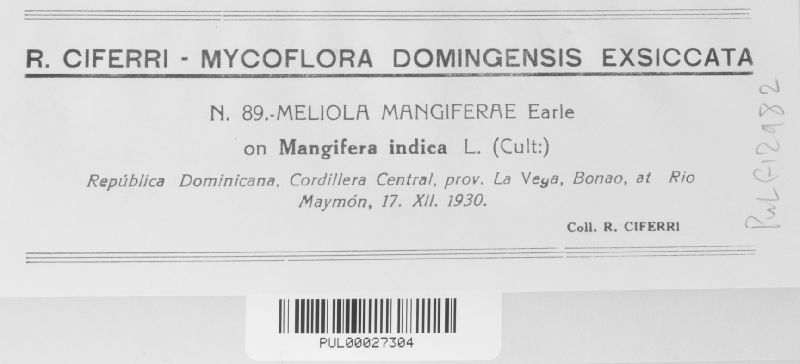 R. CIFERRI - MYCOFLORA DOMINGENSIS EXSICCATA
N. 89.-MELIOLA MANGIFERAE Earle
on Mangifera indica L. (Cult:)
República Dominicana, Cordillera Central, prov. La Vega, Bonao, at Rio
Maymón, 17. XII. 1930.
Coll. R. CIFERRI
PUL F12982
PUL00027304